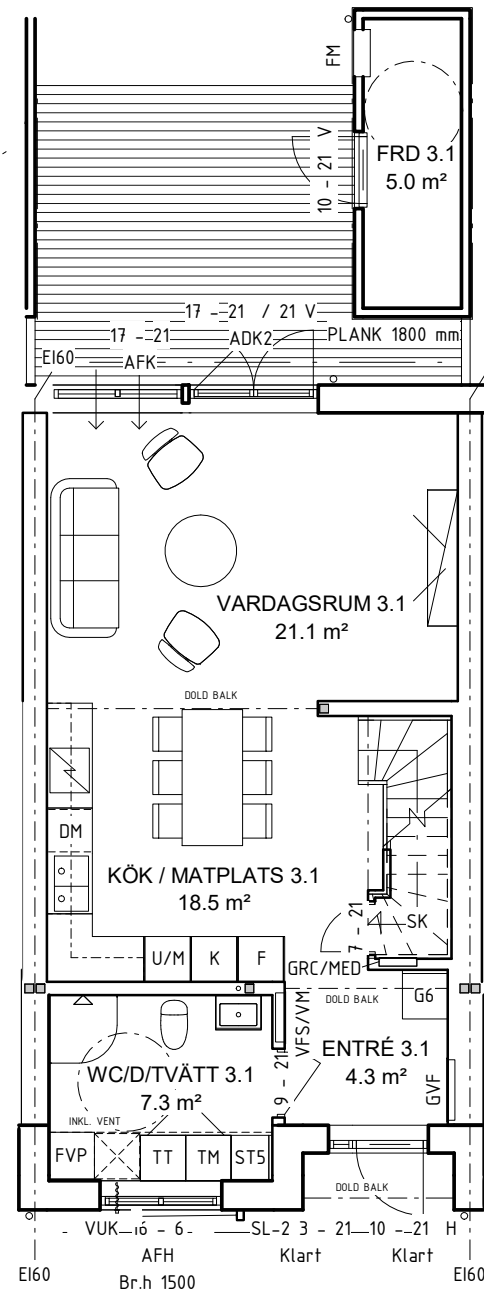 FM
FRD 3.1
5.0 m²
10 - 21 V
17 - 21 / 21 V
17 - 21
ADK2
PLANK 1800 mm
EI60
AFK
VARDAGSRUM 3.1
21.1 m²
DOLD BALK
DM
KÖK / MATPLATS 3.1
18.5 m²
7 - 21
SK
U/M
K
F
GRC/MED
DOLD BALK
G6
VFS/VM
ENTRÉ 3.1
4.3 m²
9 - 21
WC/D/TVÄTT 3.1
7.3 m²
GVF
INKL. VENT
FVP
TT
TM
ST5
DOLD BALK
VUK 16 - 6
SL-2 3 - 21
10 - 21 H
AFH
Klart
Klart
EI60
Br.h 1500
EI60